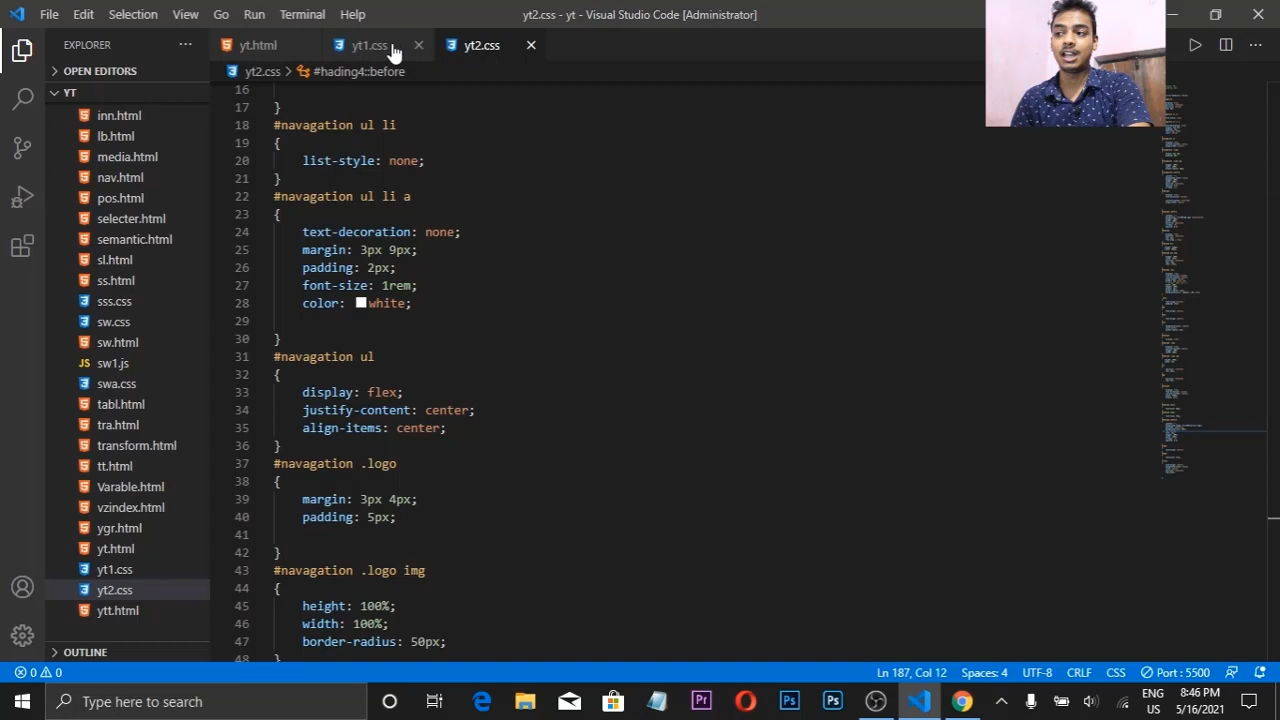 File Edit Selection View Go Run Terminal Help
yt2.css - yt - Visual Studio Code [Administrator]
EXPLORER
yt.html
yt1.css
yt2.css
OPEN EDITORS
yt2.css > #hading4::before
YT
inn.html
lb.html
media.html
nav.html
pos.html
selecter.html
semantic.html
sl.html
ss.html
sss.css
sw.css
sw.html
sw1.js
JS
swa.css
tabl.html
tra.html
transform.html
tt.html
Varable.html
vzindex.html
ygr.html
yt.html
yt1.css
yt2.css
ytt.html
OUTLINE
16
17 }
18 #navagation ul li
19 {
20 list-style: none;
21 }
22 #navagation ul li a
23 {
24 text-decoration: none;
25 margin: 3px 9px;
26 padding: 2px;
27 font-size: 1rem;
28 color: white;
29
30 }
31 #navagation ul
32 {
33 display: flex;
34 justify-content: center;
35 align-items: center;
36 }
37 #navagation .logo
38 {
39 margin: 3px 4px;
40 padding: 5px;
41
42 }
43 #navagation .logo img
44 {
45 height: 100%;
46 width: 100%;
47 border-radius: 50px;
48 }
0 0
Ln 187, Col 12 Spaces: 4 UTF-8 CRLF CSS Port : 5500
Type here to search
Pr
Ps
Ps
ENG
US
8:46 PM
5/16/2021